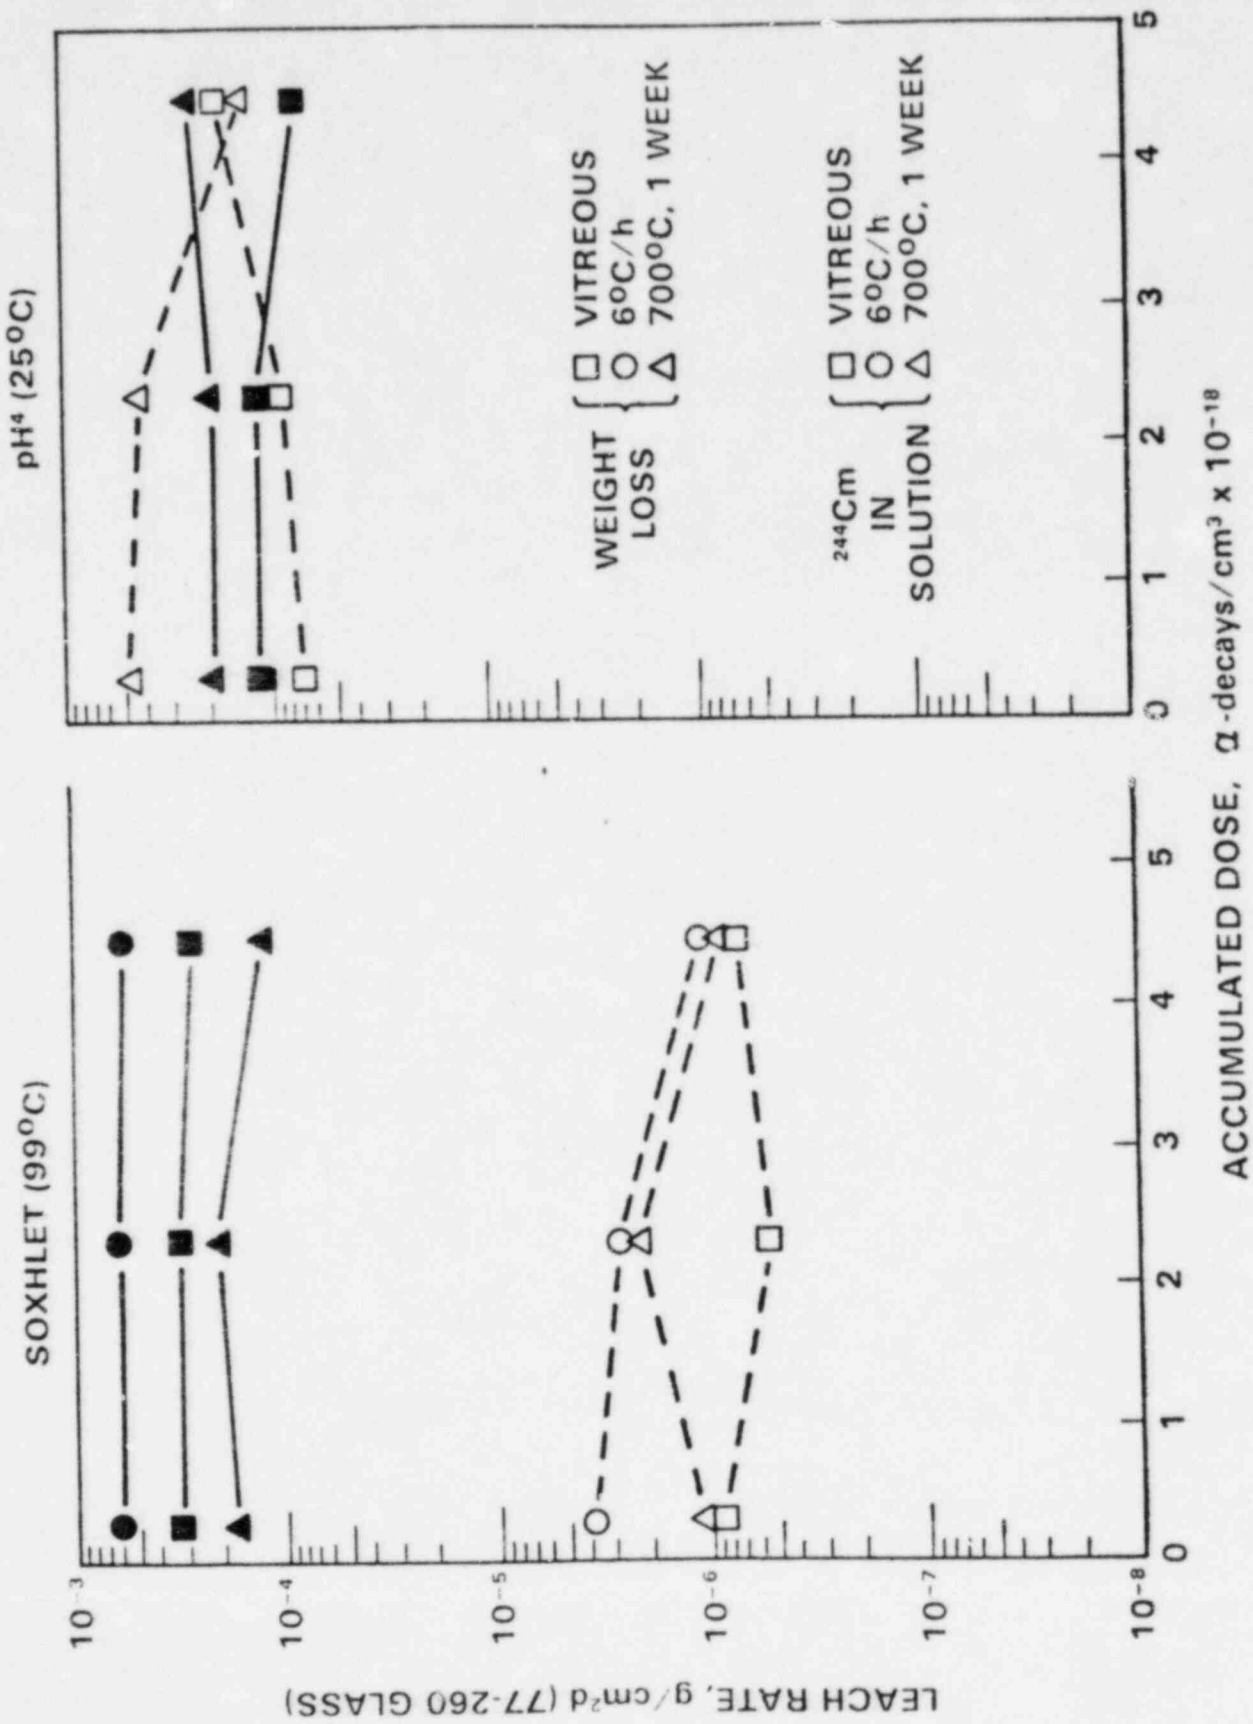 SOXHLET (99°C)
pH⁴ (25°C)
LEACH RATE, g/cm²d (77-260 GLASS)
10⁻³
10⁻⁴
10⁻⁵
10⁻⁶
10⁻⁷
10⁻⁸
0 1 2 3 4 5
0 1 2 3 4 5
WEIGHT LOSS { □ VITREOUS
○ 6°C/h
△ 700°C, 1 WEEK
²⁴⁴Cm IN SOLUTION { □ VITREOUS
○ 6°C/h
△ 700°C, 1 WEEK
ACCUMULATED DOSE, α-decays/cm³ x 10⁻¹⁸